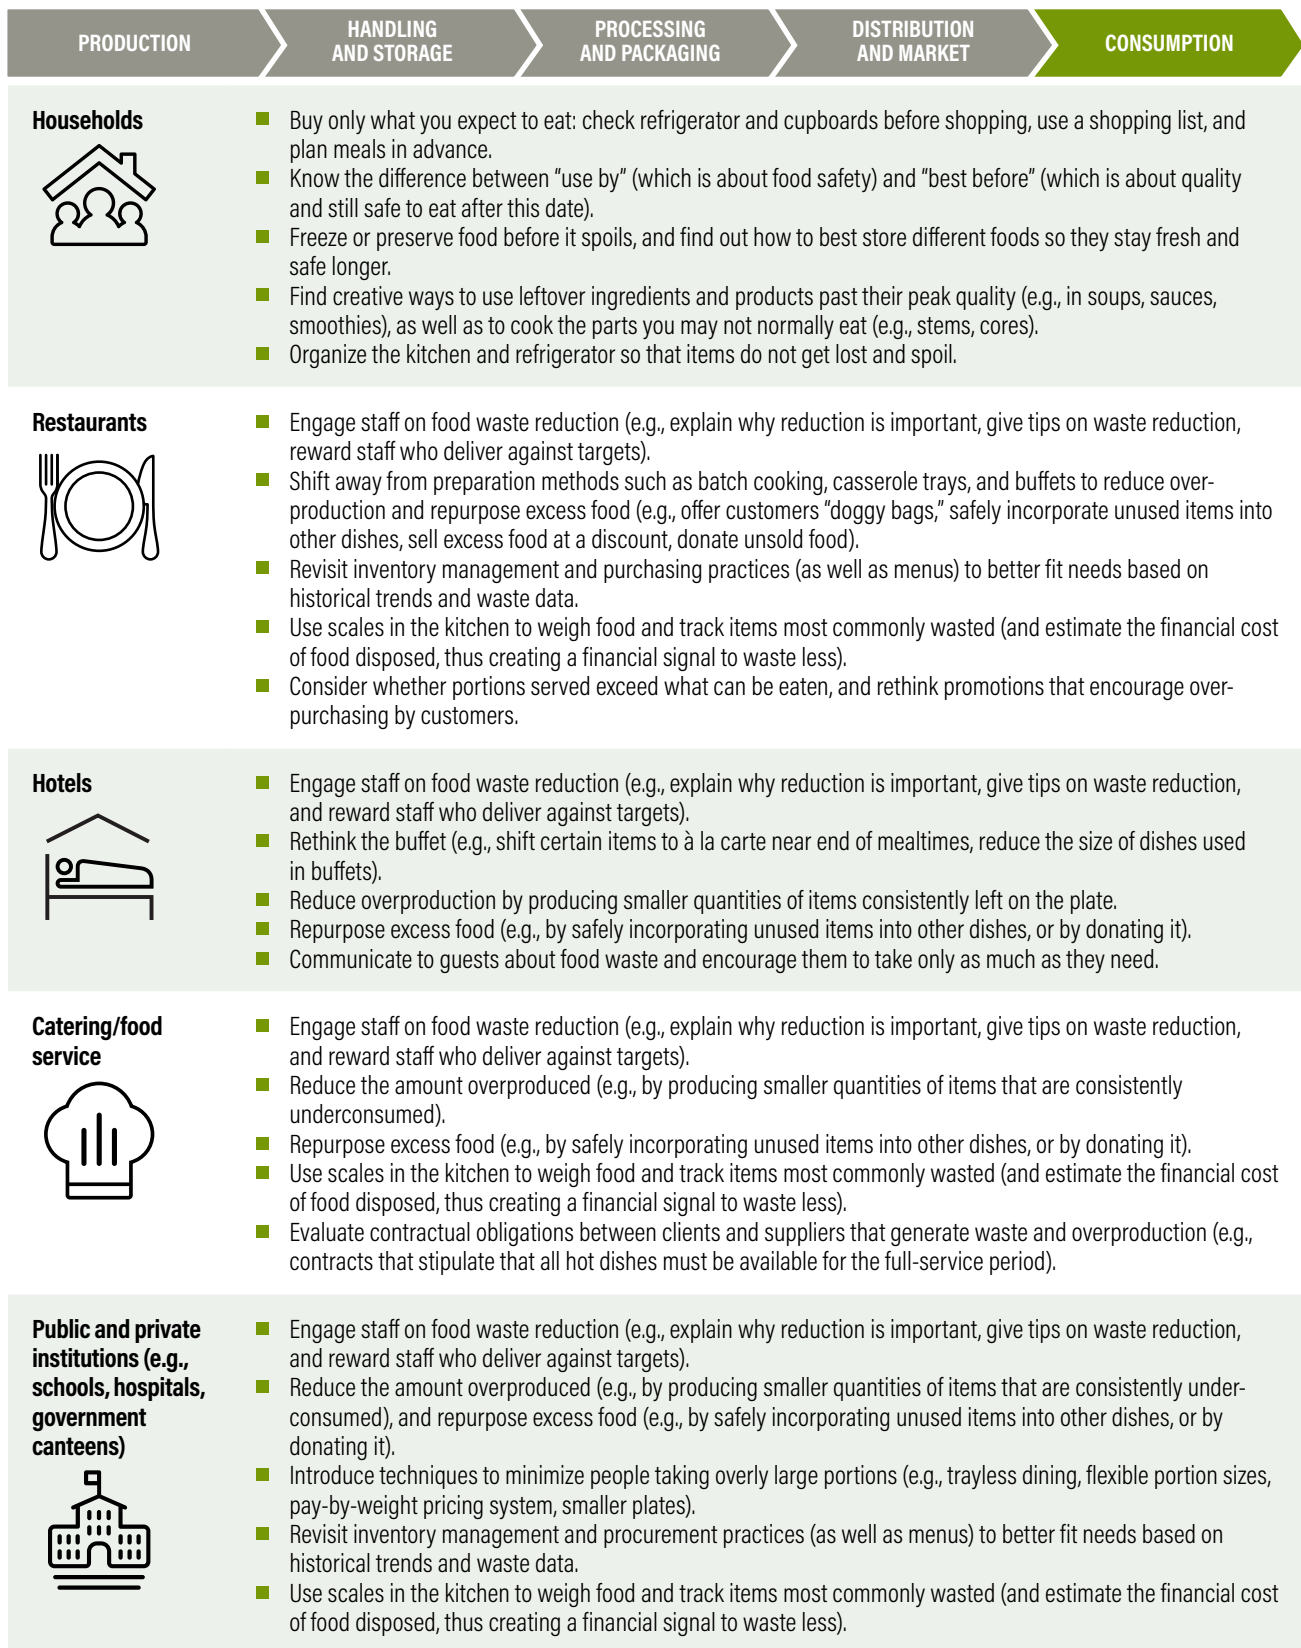 PRODUCTION
HANDLING
AND STORAGE
PROCESSING
AND PACKAGING
DISTRIBUTION
AND MARKET
CONSUMPTION
Households
Buy only what you expect to eat: check refrigerator and cupboards before shopping, use a shopping list, and
plan meals in advance.
Know the difference between “use by” (which is about food safety) and “best before” (which is about quality
and still safe to eat after this date).
Freeze or preserve food before it spoils, and find out how to best store different foods so they stay fresh and
safe longer.
Find creative ways to use leftover ingredients and products past their peak quality (e.g., in soups, sauces,
smoothies), as well as to cook the parts you may not normally eat (e.g., stems, cores).
Organize the kitchen and refrigerator so that items do not get lost and spoil.
Restaurants
Engage staff on food waste reduction (e.g., explain why reduction is important, give tips on waste reduction,
reward staff who deliver against targets).
Shift away from preparation methods such as batch cooking, casserole trays, and buffets to reduce over-
production and repurpose excess food (e.g., offer customers “doggy bags,” safely incorporate unused items into
other dishes, sell excess food at a discount, donate unsold food).
Revisit inventory management and purchasing practices (as well as menus) to better fit needs based on
historical trends and waste data.
Use scales in the kitchen to weigh food and track items most commonly wasted (and estimate the financial cost
of food disposed, thus creating a financial signal to waste less).
Consider whether portions served exceed what can be eaten, and rethink promotions that encourage over-
purchasing by customers.
Hotels
Engage staff on food waste reduction (e.g., explain why reduction is important, give tips on waste reduction,
and reward staff who deliver against targets).
Rethink the buffet (e.g., shift certain items to à la carte near end of mealtimes, reduce the size of dishes used
in buffets).
Reduce overproduction by producing smaller quantities of items consistently left on the plate.
Repurpose excess food (e.g., by safely incorporating unused items into other dishes, or by donating it).
Communicate to guests about food waste and encourage them to take only as much as they need.
Catering/food
service
Engage staff on food waste reduction (e.g., explain why reduction is important, give tips on waste reduction,
and reward staff who deliver against targets).
Reduce the amount overproduced (e.g., by producing smaller quantities of items that are consistently
underconsumed).
Repurpose excess food (e.g., by safely incorporating unused items into other dishes, or by donating it).
Use scales in the kitchen to weigh food and track items most commonly wasted (and estimate the financial cost
of food disposed, thus creating a financial signal to waste less).
Evaluate contractual obligations between clients and suppliers that generate waste and overproduction (e.g.,
contracts that stipulate that all hot dishes must be available for the full-service period).
Public and private
institutions (e.g.,
schools, hospitals,
government
canteens)
Engage staff on food waste reduction (e.g., explain why reduction is important, give tips on waste reduction,
and reward staff who deliver against targets).
Reduce the amount overproduced (e.g., by producing smaller quantities of items that are consistently under-
consumed), and repurpose excess food (e.g., by safely incorporating unused items into other dishes, or by
donating it).
Introduce techniques to minimize people taking overly large portions (e.g., trayless dining, flexible portion sizes,
pay-by-weight pricing system, smaller plates).
Revisit inventory management and procurement practices (as well as menus) to better fit needs based on
historical trends and waste data.
Use scales in the kitchen to weigh food and track items most commonly wasted (and estimate the financial cost
of food disposed, thus creating a financial signal to waste less).